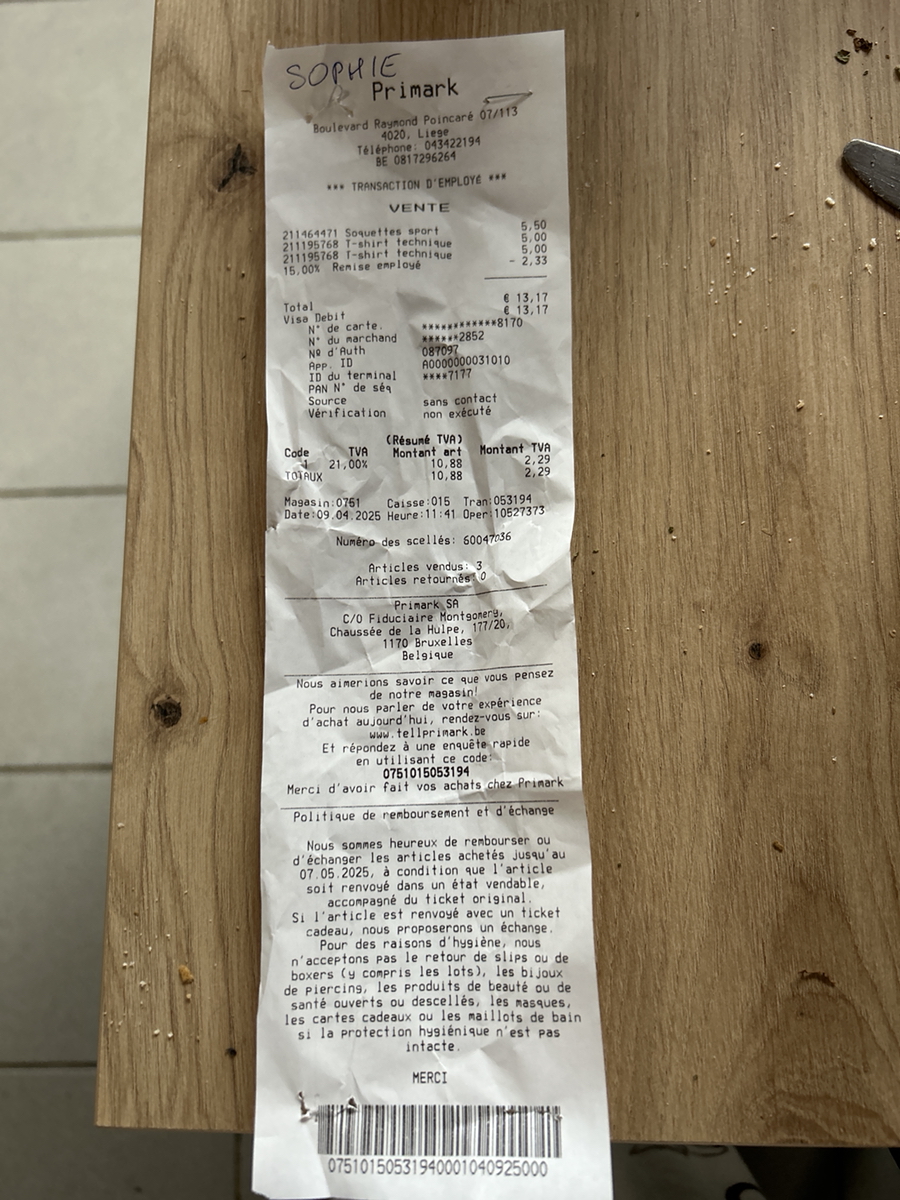 SOPHIE
Primark
Boulevard Raymond Poincaré 07/113
4020, Liege
Téléphone: 043422194
BE 0817296264
*** TRANSACTION D'EMPLOYÉ ***
VENTE
211464471 Soquettes sport 5,50
211195768 T-shirt technique 5,00
211195768 T-shirt technique 5,00
15,00% Remise employé - 2,33
Total € 13,17
Visa Debit € 13,17
N° de carte. ************8170
N° du marchand ******2852
Nº d'Auth 087097
App. ID A0000000031010
ID du terminal ****7177
PAN N° de séq
Source sans contact
Vérification non exécuté
(Résumé TVA)
Code TVA Montant art Montant TVA
1 21,00% 10,88 2,29
TOTAUX 10,88 2,29
Magasin:0751 Caisse:015 Tran:053194
Date:09.04.2025 Heure:11:41 Oper:10527373
Numéro des scellés: 60047036
Articles vendus: 3
Articles retournés: 0
Primark SA
C/O Fiduciaire Montgomery,
Chaussée de la Hulpe, 177/20,
1170 Bruxelles
Belgique
Nous aimerions savoir ce que vous pensez
de notre magasin!
Pour nous parler de votre expérience
d'achat aujourd'hui, rendez-vous sur:
www.tellprimark.be
Et répondez à une enquête rapide
en utilisant ce code:
0751015053194
Merci d'avoir fait vos achats chez Primark
Politique de remboursement et d'échange
Nous sommes heureux de rembourser ou
d'échanger les articles achetés jusqu'au
07.05.2025, à condition que l'article
soit renvoyé dans un état vendable,
accompagné du ticket original.
Si l'article est renvoyé avec un ticket
cadeau, nous proposerons un échange.
Pour des raisons d'hygiène, nous
n'acceptons pas le retour de slips ou de
boxers (y compris les lots), les bijoux
de piercing, les produits de beauté ou de
santé ouverts ou descellés, les masques,
les cartes cadeaux ou les maillots de bain
si la protection hygiénique n'est pas
intacte.
MERCI
07510150531940001040925000